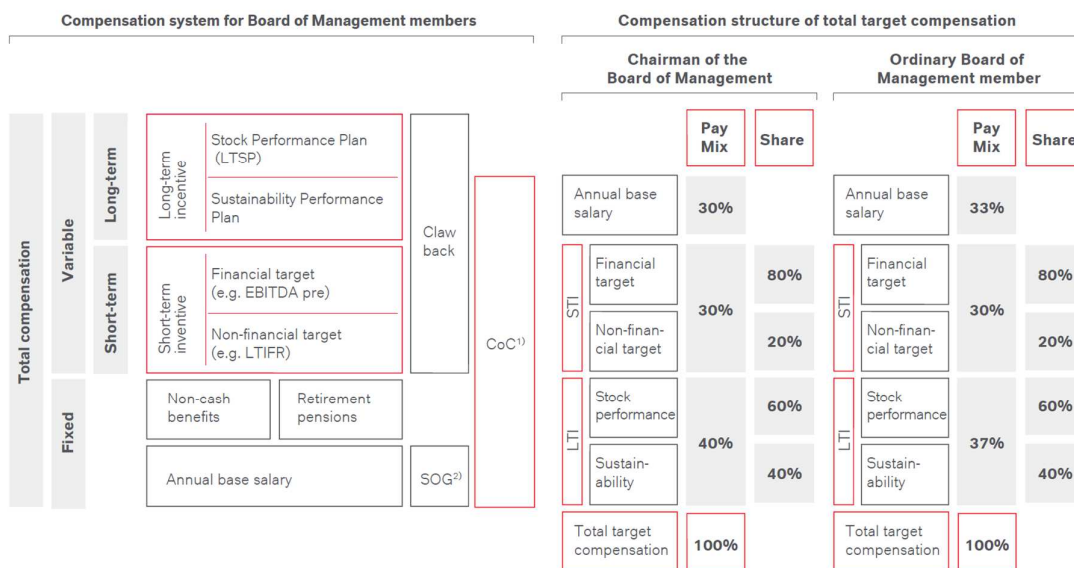 Compensation system for Board of Management members
Total compensation
Variable
Fixed
Long-term
Short-term
Long-term
incentive
Stock Performance Plan
(LTSP)
Sustainability Performance
Plan
Short-term
inventive
Financial target
(e.g. EBITDA pre)
Non-financial target
(e.g. LTIFR)
Non-cash
benefits
Retirement
pensions
Annual base salary
Claw
back
SOG2)
CoC1)
Compensation structure of total target compensation
Chairman of the
Board of Management
Pay
Mix
Share
Annual base
salary
30%
STI
Financial
target
80%
30%
Non-finan-
cial target
20%
LTI
Stock
performance
60%
40%
Sustain-
ability
40%
Total target
compensation
100%
Ordinary Board of
Management member
Pay
Mix
Share
Annual base
salary
33%
STI
Financial
target
80%
30%
Non-finan-
cial target
20%
LTI
Stock
performance
60%
37%
Sustain-
ability
40%
Total target
compensation
100%